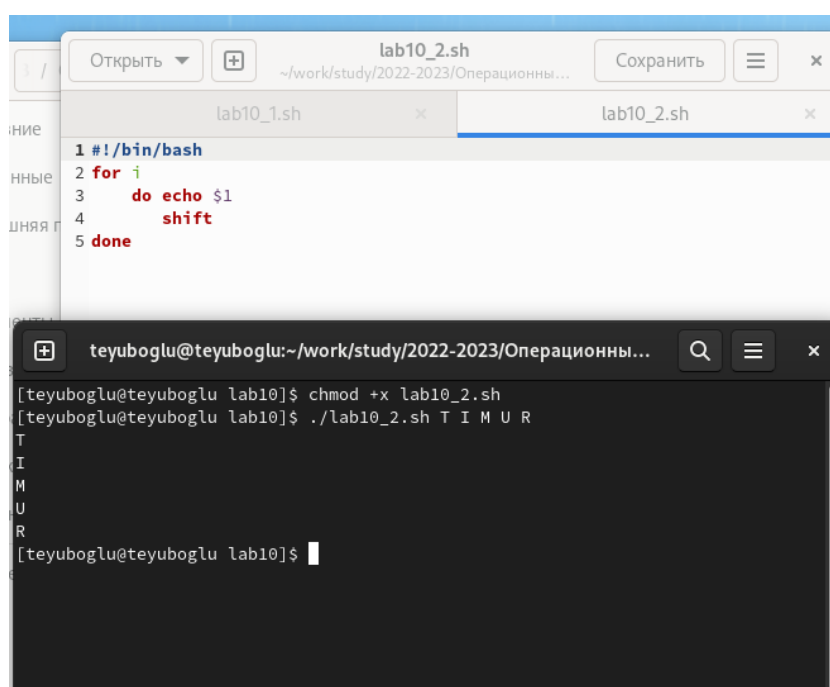 Открыть
lab10_2.sh
~/work/study/2022-2023/Операционны...
Сохранить
lab10_1.sh
lab10_2.sh
1 #!/bin/bash
2 for i
3     do echo $1
4        shift
5 done
teyuboglu@teyuboglu:~/work/study/2022-2023/Операционны...
[teyuboglu@teyuboglu lab10]$ chmod +x lab10_2.sh
[teyuboglu@teyuboglu lab10]$ ./lab10_2.sh T I M U R
T
I
M
U
R
[teyuboglu@teyuboglu lab10]$